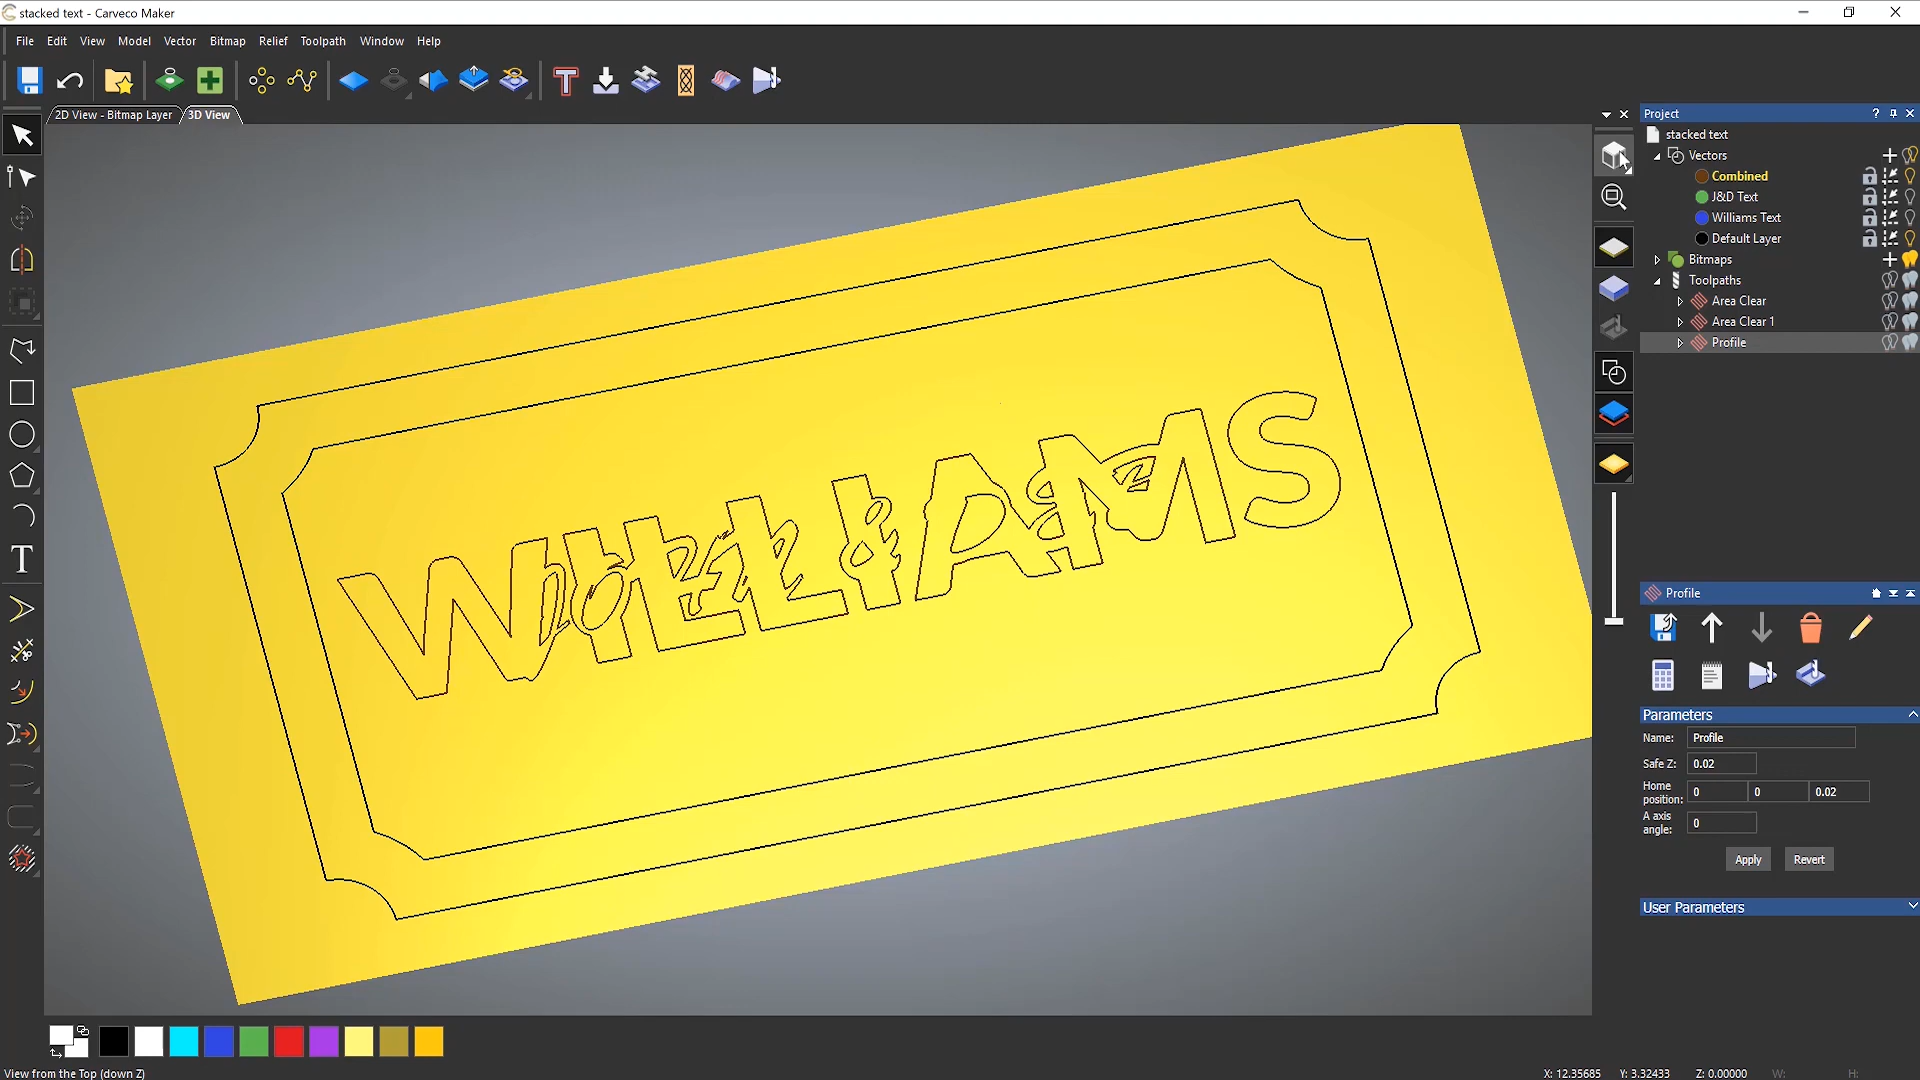 stacked text - Carveco Maker
File Edit View Model Vector Bitmap Relief Toolpath Window Help
2D View - Bitmap Layer 3D View
Project
stacked text
Vectors
Combined
J&D Text
Williams Text
Default Layer
Bitmaps
Toolpaths
Area Clear
Area Clear 1
Profile
WILLIAMS
Profile
Parameters
Name: Profile
Safe Z: 0.02
Home position: 0 0 0.02
A axis angle: 0
Apply Revert
User Parameters
View from the Top (down Z)
X: 12.35685 Y: 3.32433 Z: 0.00000 W: H: